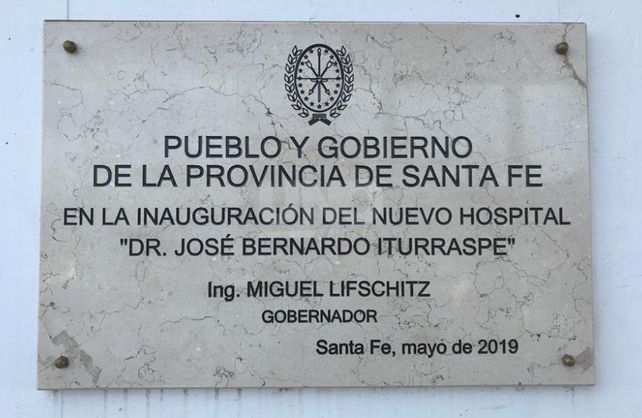 PUEBLO Y GOBIERNO
DE LA PROVINCIA DE SANTA FE
EN LA INAUGURACIÓN DEL NUEVO HOSPITAL
"DR. JOSÉ BERNARDO ITURRASPE"
Ing. MIGUEL LIFSCHITZ
GOBERNADOR
Santa Fe, mayo de 2019